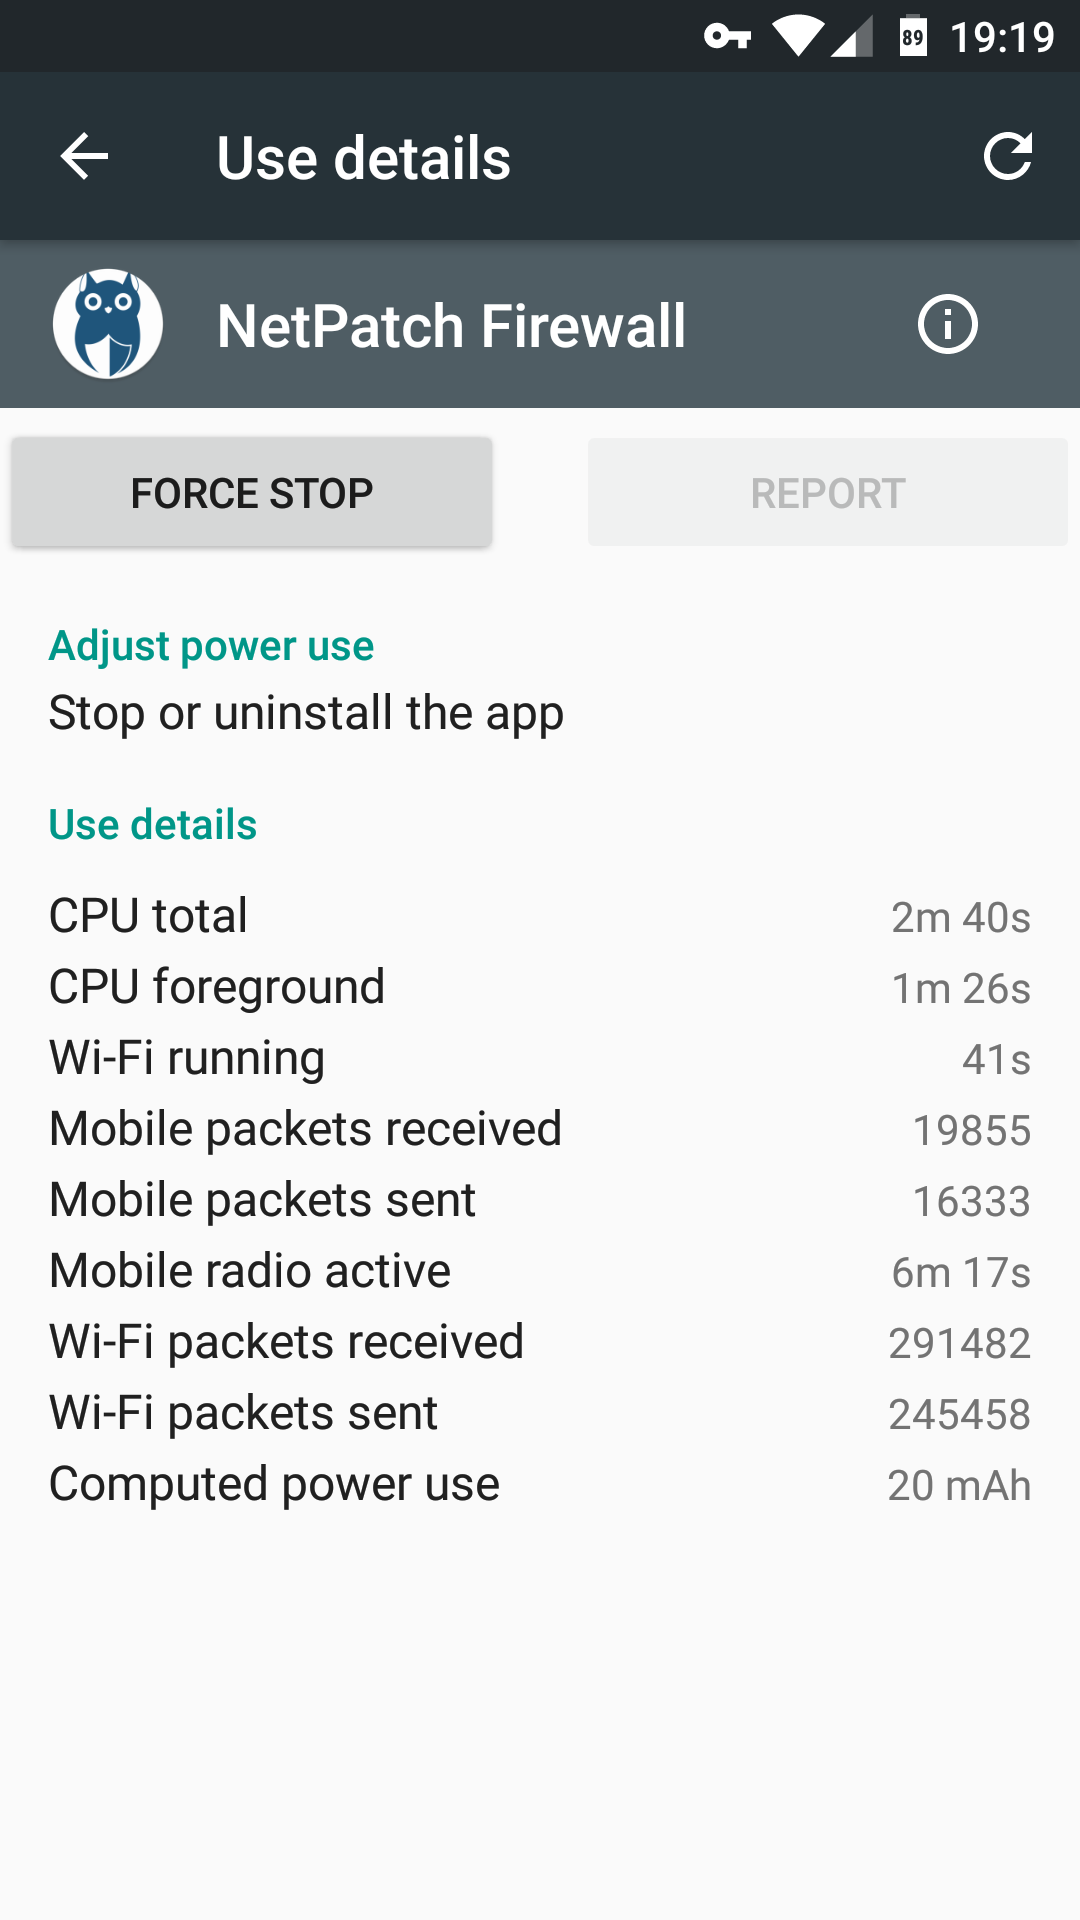 89 19:19
Use details
NetPatch Firewall
FORCE STOP REPORT
Adjust power use
Stop or uninstall the app
Use details
CPU total 2m 40s
CPU foreground 1m 26s
Wi-Fi running 41s
Mobile packets received 19855
Mobile packets sent 16333
Mobile radio active 6m 17s
Wi-Fi packets received 291482
Wi-Fi packets sent 245458
Computed power use 20 mAh